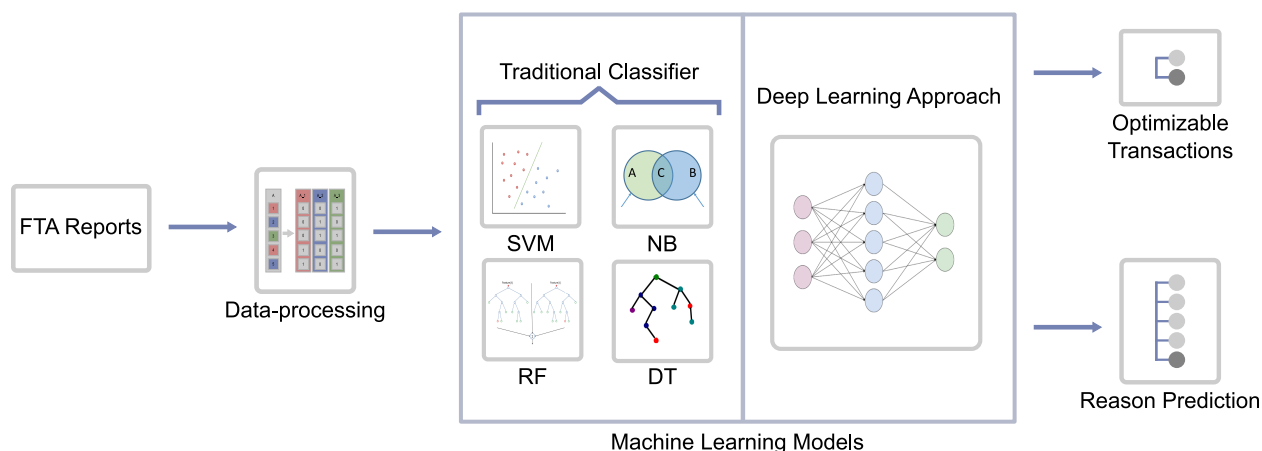 FTA Reports
Data-processing
Traditional Classifier
SVM
A C B
NB
RF
DT
Deep Learning Approach
Machine Learning Models
Optimizable
Transactions
Reason Prediction